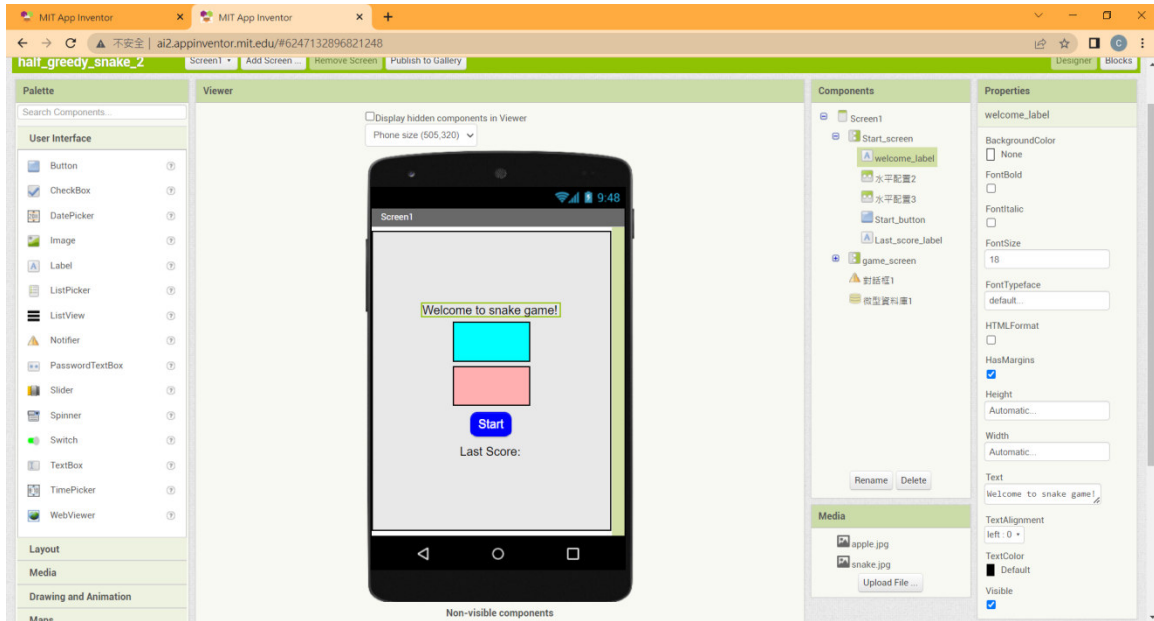 MIT App Inventor
MIT App Inventor
不安全 ai2.appinventor.mit.edu/#6247132896821248
half_greedy_snake_2 Screen1 Add Screen ... Remove Screen Publish to Gallery Designer Blocks
Palette
Search Components...
User Interface
Button
CheckBox
DatePicker
Image
Label
ListPicker
ListView
Notifier
PasswordTextBox
Slider
Spinner
Switch
TextBox
TimePicker
WebViewer
Layout
Media
Drawing and Animation
Maps
Viewer
Display hidden components in Viewer
Phone size (505,320)
9:48
Screen1
Welcome to snake game!
Start
Last Score:
Non-visible components
Components
Screen1
Start_screen
welcome_label
水平配置2
水平配置3
Start_button
Last_score_label
game_screen
對話框1
微型資料庫1
Rename Delete
Media
apple.jpg
snake.jpg
Upload File ...
Properties
welcome_label
BackgroundColor
None
FontBold
FontItalic
FontSize
18
FontTypeface
default...
HTMLFormat
HasMargins
Height
Automatic...
Width
Automatic...
Text
Welcome to snake game!
TextAlignment
left : 0
TextColor
Default
Visible